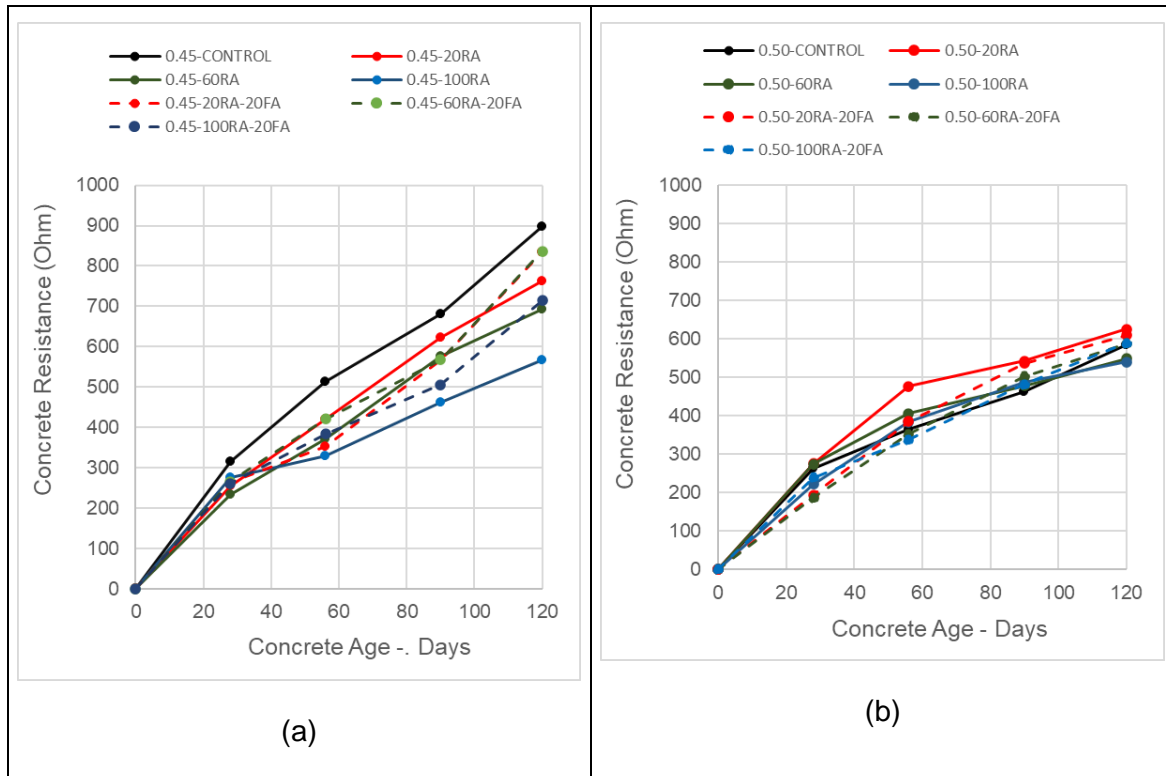 0.45-CONTROL 0.45-20RA
0.45-60RA 0.45-100RA
0.45-20RA-20FA 0.45-60RA-20FA
0.45-100RA-20FA
1000
900
800
700
600
500
400
300
200
100
0
0 20 40 60 80 100 120
Concrete Resistance (Ohm)
Concrete Age -. Days
(a)
0.50-CONTROL 0.50-20RA
0.50-60RA 0.50-100RA
0.50-20RA-20FA 0.50-60RA-20FA
0.50-100RA-20FA
1000
900
800
700
600
500
400
300
200
100
0
0 20 40 60 80 100 120
Concrete Resistance (Ohm)
Concrete Age - Days
(b)